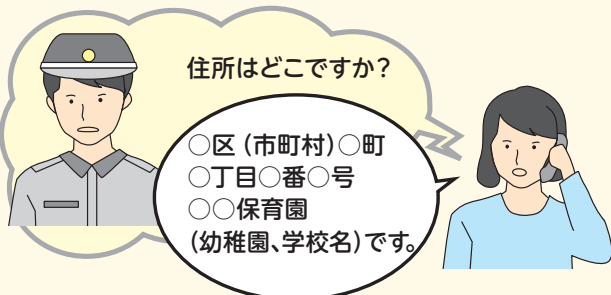 住所はどこですか？
○区（市町村）○町
○丁目○番○号
○○保育園
（幼稚園、学校名）です。